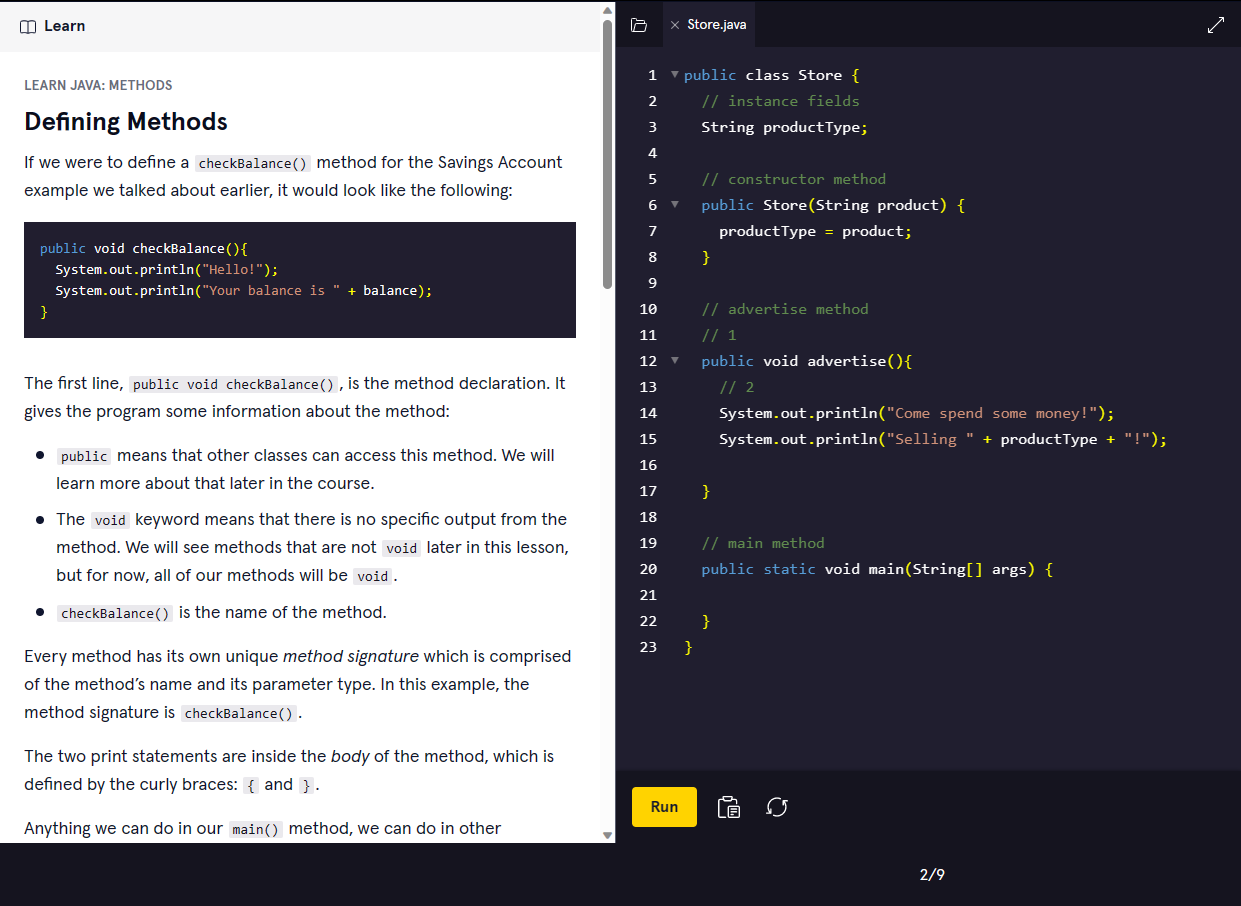 Learn
LEARN JAVA: METHODS
Defining Methods
If we were to define a checkBalance() method for the Savings Account
example we talked about earlier, it would look like the following:
public void checkBalance(){
  System.out.println("Hello!");
  System.out.println("Your balance is " + balance);
}
The first line, public void checkBalance(), is the method declaration. It
gives the program some information about the method:
• public means that other classes can access this method. We will
learn more about that later in the course.
• The void keyword means that there is no specific output from the
method. We will see methods that are not void later in this lesson,
but for now, all of our methods will be void.
• checkBalance() is the name of the method.
Every method has its own unique method signature which is comprised
of the method's name and its parameter type. In this example, the
method signature is checkBalance().
The two print statements are inside the body of the method, which is
defined by the curly braces: { and }.
Anything we can do in our main() method, we can do in other
× Store.java
1 public class Store {
2   // instance fields
3   String productType;
4
5   // constructor method
6   public Store(String product) {
7     productType = product;
8   }
9
10   // advertise method
11   // 1
12   public void advertise(){
13     // 2
14     System.out.println("Come spend some money!");
15     System.out.println("Selling " + productType + "!");
16
17   }
18
19   // main method
20   public static void main(String[] args) {
21
22   }
23 }
Run
2/9